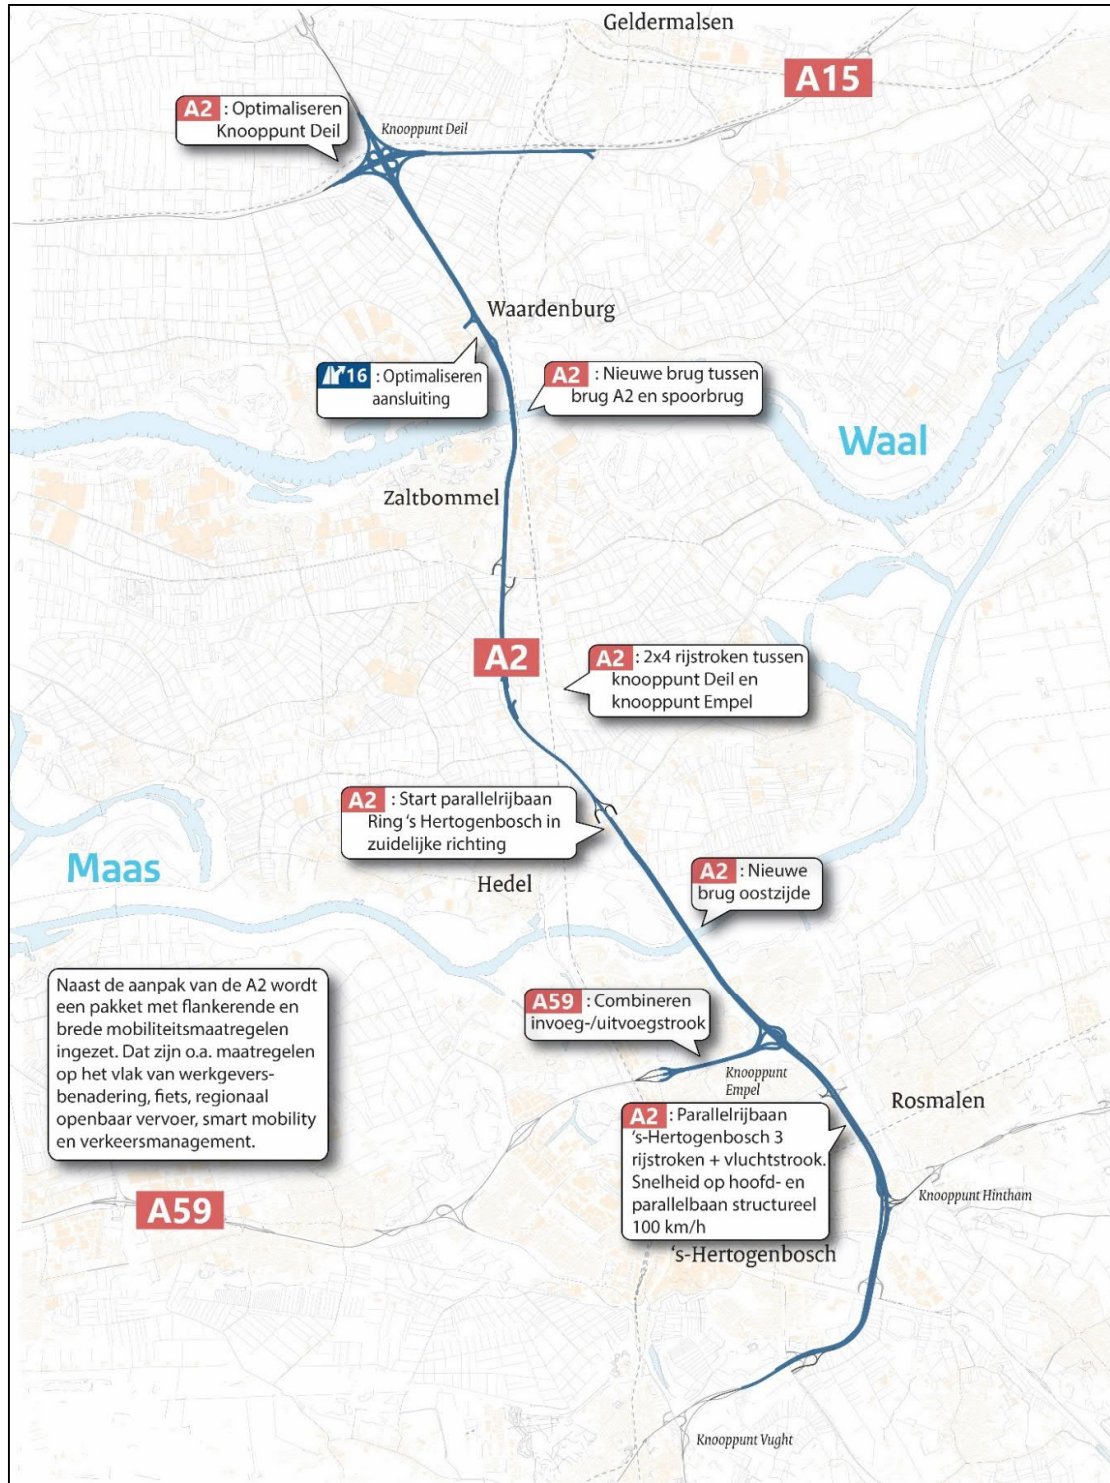 Geldermalsen
A15
A2 : Optimaliseren
Knooppunt Deil
Knooppunt Deil
Waardenburg
16 : Optimaliseren
aansluiting
A2 : Nieuwe brug tussen
brug A2 en spoorbrug
Waal
Zaltbommel
A2
A2 : 2x4 rijstroken tussen
knooppunt Deil en
knooppunt Empel
A2 : Start parallelrijbaan
Ring 's Hertogenbosch in
zuidelijke richting
Maas
Hedel
A2 : Nieuwe
brug oostzijde
Naast de aanpak van de A2 wordt
een pakket met flankerende en
brede mobiliteitsmaatregelen
ingezet. Dat zijn o.a. maatregelen
op het vlak van werkgevers-
benadering, fiets, regionaal
openbaar vervoer, smart mobility
en verkeersmanagement.
A59 : Combineren
invoeg-/uitvoegstrook
Knooppunt
Empel
Rosmalen
A2 : Parallelrijbaan
's-Hertogenbosch 3
rijstroken + vluchtstrook.
Snelheid op hoofd- en
parallelbaan structureel
100 km/h
A59
Knooppunt Hintham
's-Hertogenbosch
Knooppunt Vught